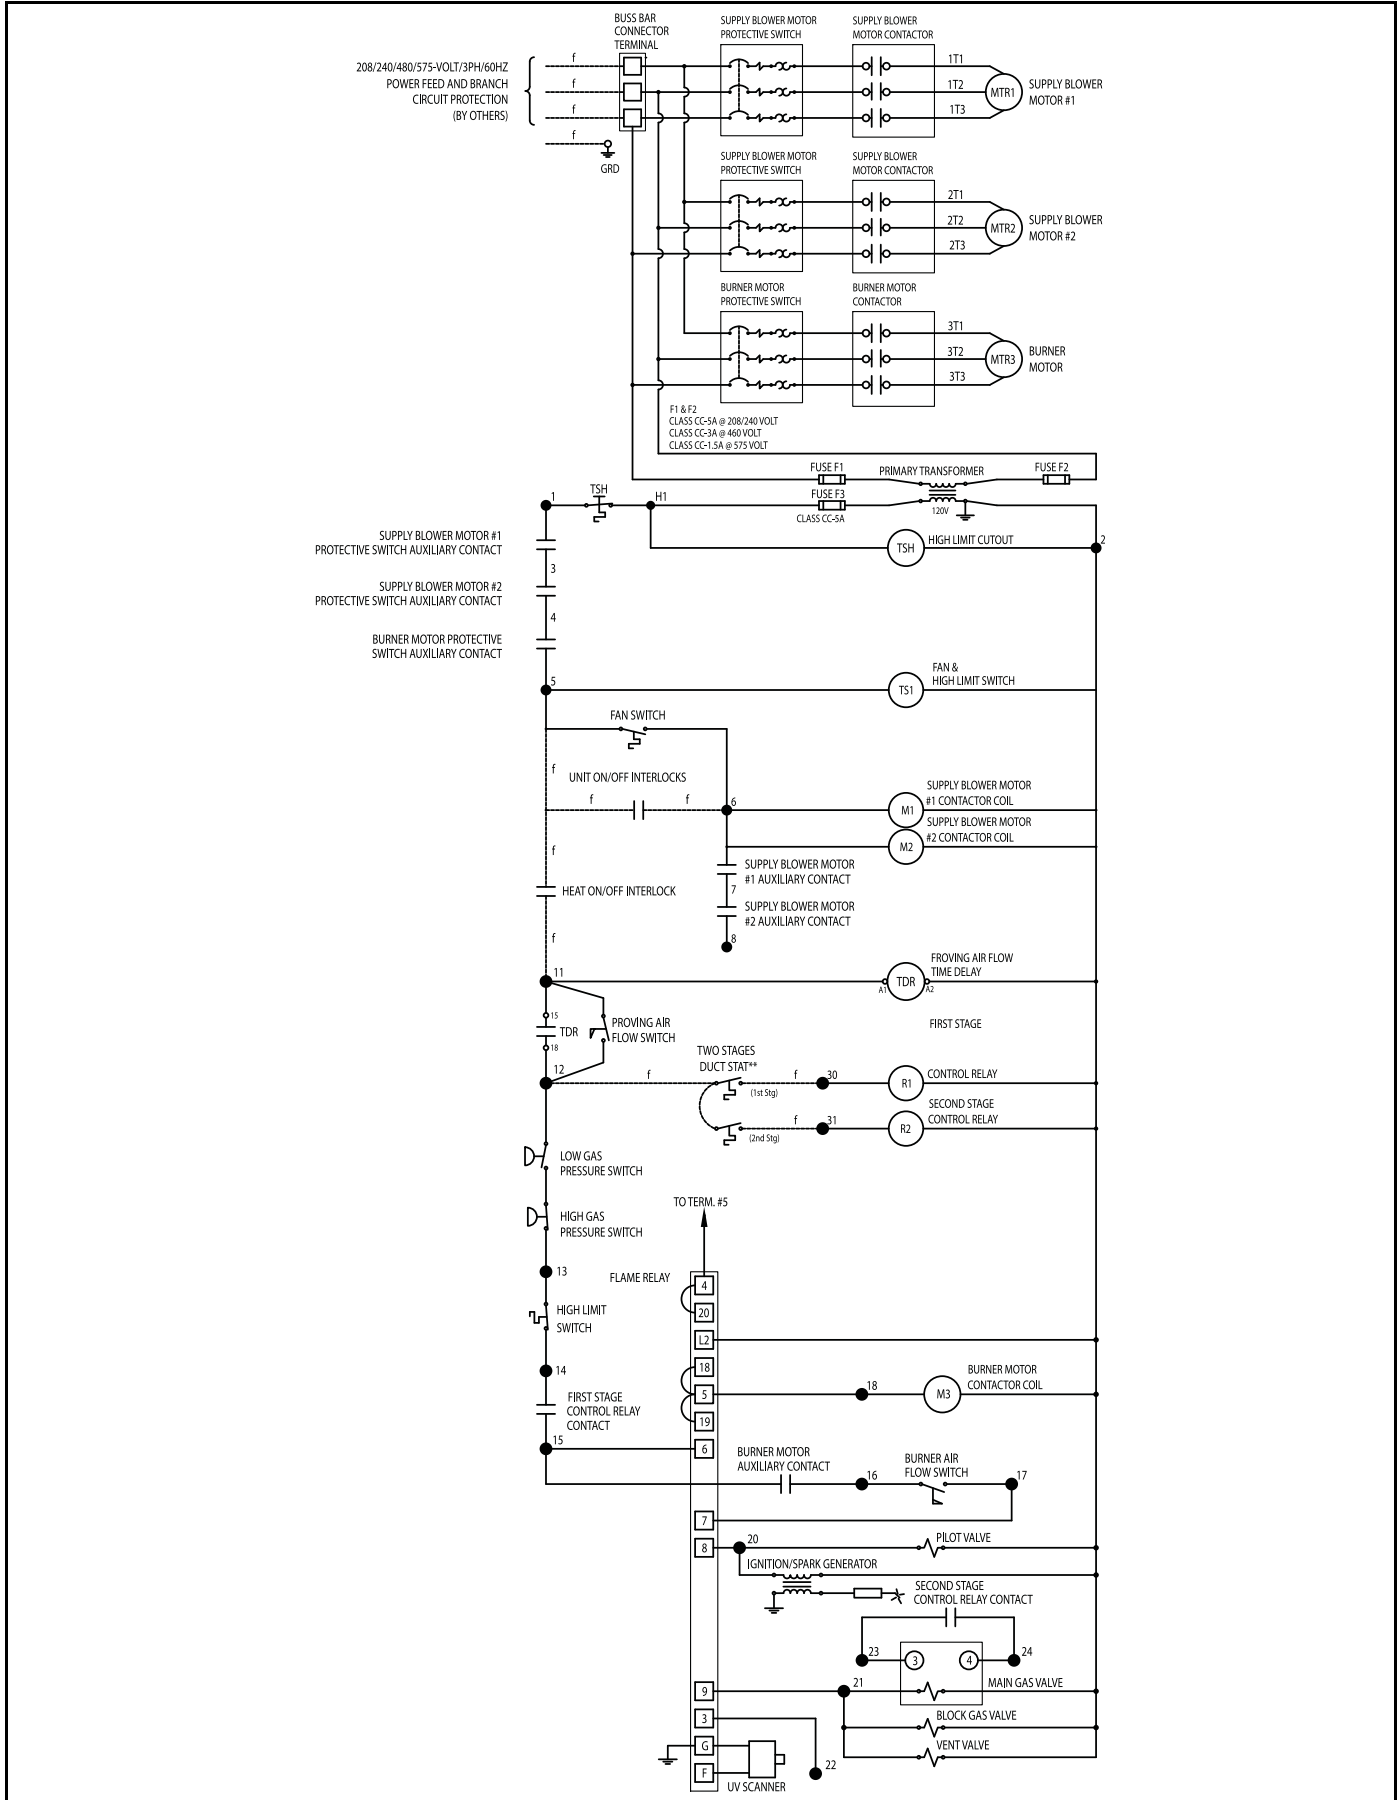 BUSS BAR
CONNECTOR
TERMINAL
SUPPLY BLOWER MOTOR
PROTECTIVE SWITCH
SUPPLY BLOWER
MOTOR CONTACTOR
208/240/480/575-VOLT/3PH/60HZ
POWER FEED AND BRANCH
CIRCUIT PROTECTION
(BY OTHERS)
f
f
f
f
GRD
1T1
1T2
1T3
MTR1
SUPPLY BLOWER
MOTOR #1
SUPPLY BLOWER MOTOR
PROTECTIVE SWITCH
SUPPLY BLOWER
MOTOR CONTACTOR
2T1
2T2
2T3
MTR2
SUPPLY BLOWER
MOTOR #2
BURNER MOTOR
PROTECTIVE SWITCH
BURNER MOTOR
CONTACTOR
3T1
3T2
3T3
MTR3
BURNER
MOTOR
F1 & F2
CLASS CC-5A @ 208/240 VOLT
CLASS CC-3A @ 460 VOLT
CLASS CC-1.5A @ 575 VOLT
FUSE F1
PRIMARY TRANSFORMER
FUSE F2
1
TSH
H1
FUSE F3
CLASS CC-5A
120V
SUPPLY BLOWER MOTOR #1
PROTECTIVE SWITCH AUXILIARY CONTACT
TSH
HIGH LIMIT CUTOUT
2
3
SUPPLY BLOWER MOTOR #2
PROTECTIVE SWITCH AUXILIARY CONTACT
4
BURNER MOTOR PROTECTIVE
SWITCH AUXILIARY CONTACT
5
TS1
FAN &
HIGH LIMIT SWITCH
FAN SWITCH
f
UNIT ON/OFF INTERLOCKS
f
f
6
M1
SUPPLY BLOWER MOTOR
#1 CONTACTOR COIL
M2
SUPPLY BLOWER MOTOR
#2 CONTACTOR COIL
f
SUPPLY BLOWER MOTOR
#1 AUXILIARY CONTACT
HEAT ON/OFF INTERLOCK
7
SUPPLY BLOWER MOTOR
#2 AUXILIARY CONTACT
f
8
11
A1
TDR
A2
FROVING AIR FLOW
TIME DELAY
15
TDR
18
PROVING AIR
FLOW SWITCH
FIRST STAGE
12
f
TWO STAGES
DUCT STAT**
(1st Stg)
f
30
R1
CONTROL RELAY
(2nd Stg)
f
31
R2
SECOND STAGE
CONTROL RELAY
LOW GAS
PRESSURE SWITCH
TO TERM. #5
HIGH GAS
PRESSURE SWITCH
13
FLAME RELAY
4
20
HIGH LIMIT
SWITCH
L2
14
18
5
18
M3
BURNER MOTOR
CONTACTOR COIL
FIRST STAGE
CONTROL RELAY
CONTACT
19
15
6
BURNER MOTOR
AUXILIARY CONTACT
16
BURNER AIR
FLOW SWITCH
17
7
8
20
PILOT VALVE
IGNITION/SPARK GENERATOR
SECOND STAGE
CONTROL RELAY CONTACT
23
3
4
24
9
21
MAIN GAS VALVE
3
BLOCK GAS VALVE
G
VENT VALVE
F
22
UV SCANNER